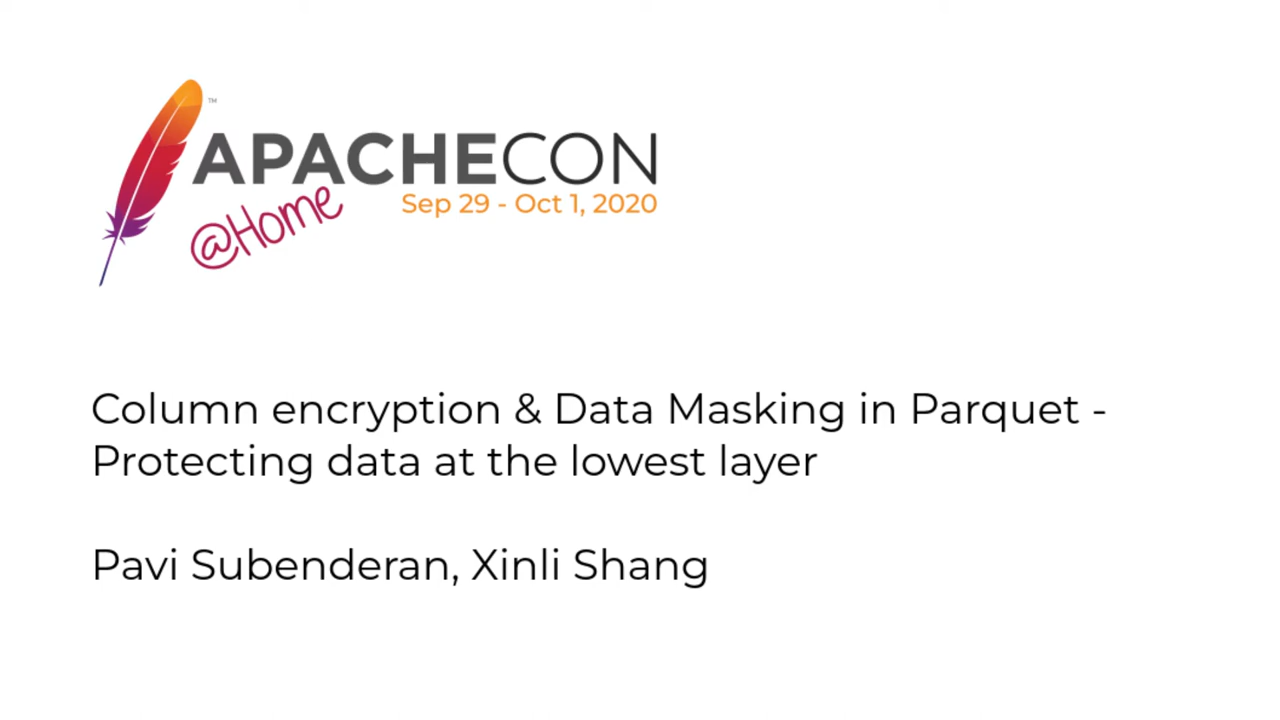 ™
APACHECON
@Home
Sep 29 - Oct 1, 2020
Column encryption & Data Masking in Parquet -
Protecting data at the lowest layer
Pavi Subenderan, Xinli Shang